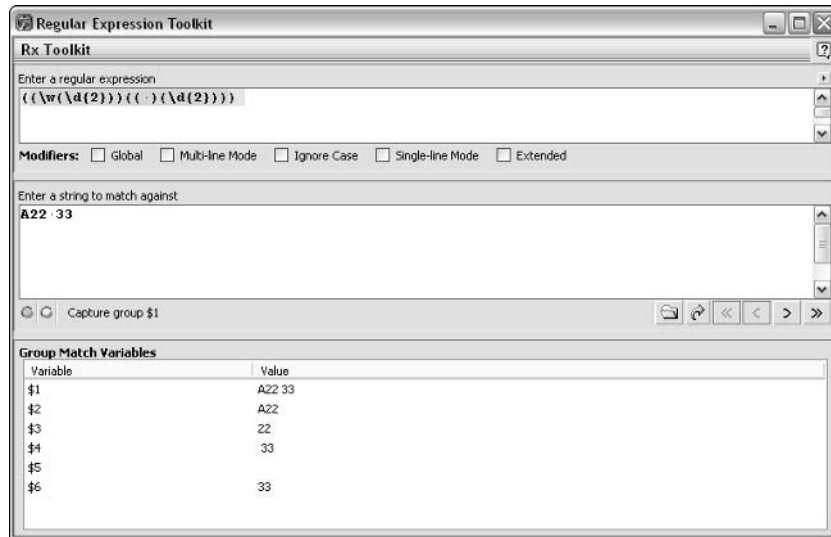 Regular Expression Toolkit
Rx Toolkit
Enter a regular expression
((\w(\d{2}))(( ·)(\d{2})))
Modifiers: Global Multi-line Mode Ignore Case Single-line Mode Extended
Enter a string to match against
A22·33
Capture group $1
Group Match Variables
Variable Value
$1 A22 33
$2 A22
$3 22
$4 33
$5
$6 33